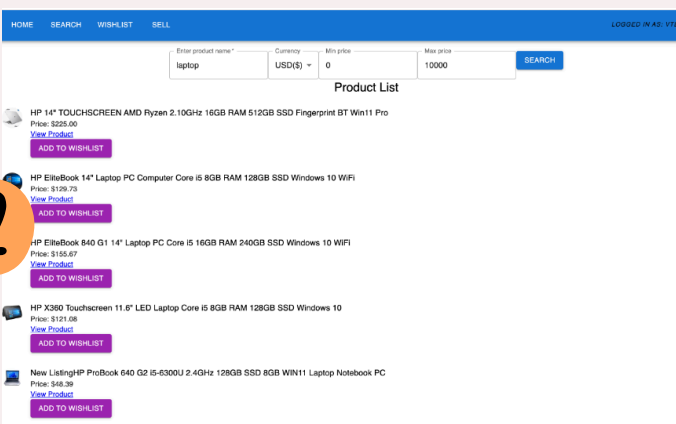 HOME SEARCH WISHLIST SELL LOGGED IN AS:
Enter product name * Currency Min price Max price
laptop USD($) 0 10000 SEARCH
Product List
HP 14" TOUCHSCREEN AMD Ryzen 2.10GHz 16GB RAM 512GB SSD Fingerprint BT Win11 Pro
Price: $225.00
View Product
ADD TO WISHLIST
HP EliteBook 14" Laptop PC Computer Core i5 8GB RAM 128GB SSD Windows 10 WiFi
Price: $129.73
View Product
ADD TO WISHLIST
HP EliteBook 840 G1 14" Laptop PC Core i5 16GB RAM 240GB SSD Windows 10 WiFi
Price: $155.67
View Product
ADD TO WISHLIST
HP X360 Touchscreen 11.6" LED Laptop Core i5 8GB RAM 128GB SSD Windows 10
Price: $121.08
View Product
ADD TO WISHLIST
New ListingHP ProBook 640 G2 i5-6300U 2.4GHz 128GB SSD 8GB WIN11 Laptop Notebook PC
Price: $48.39
View Product
ADD TO WISHLIST